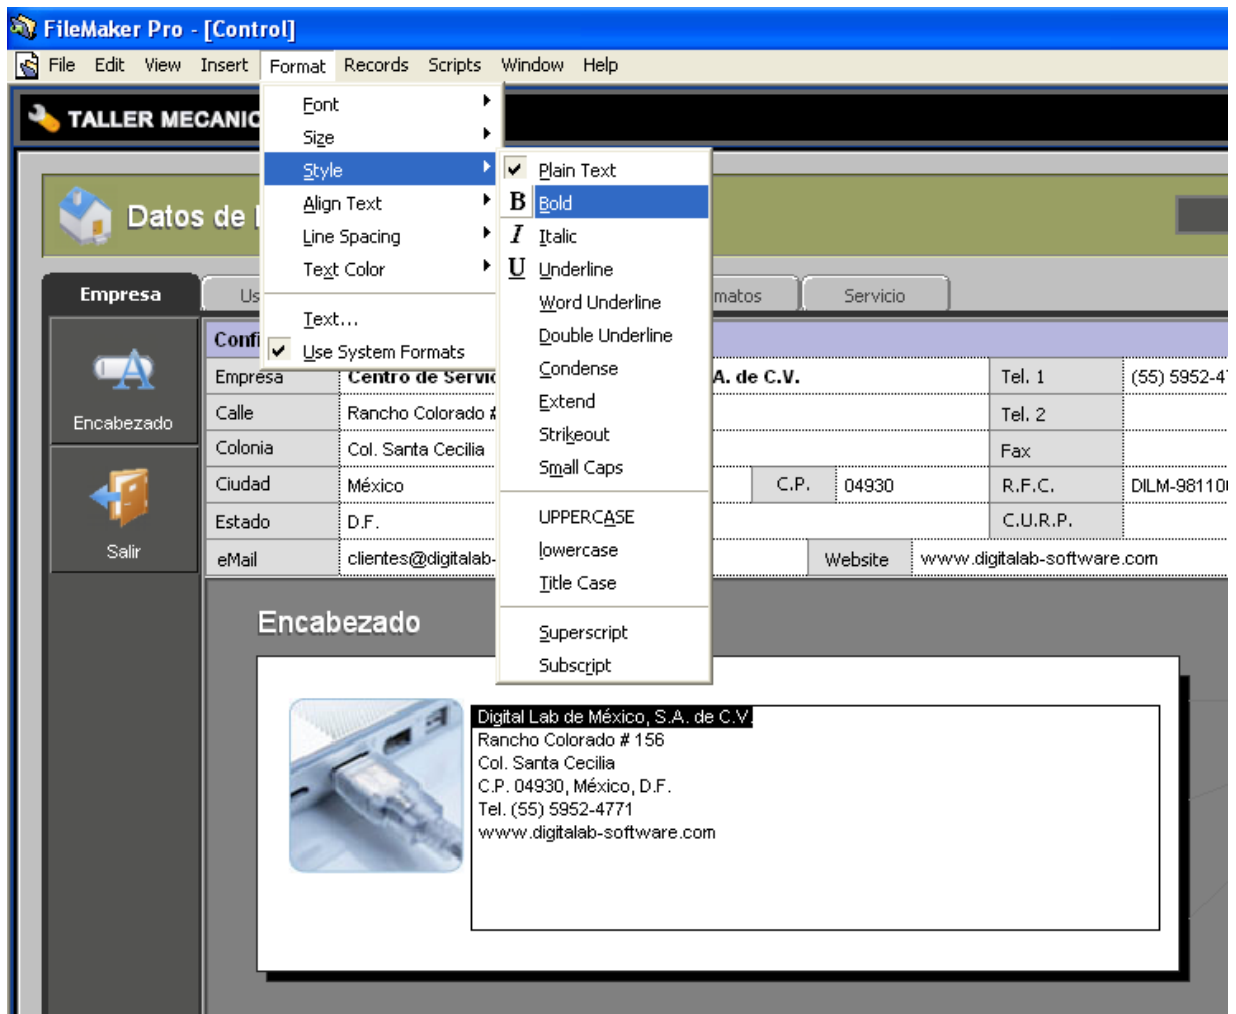 FileMaker Pro - [Control]
File Edit View Insert Format Records Scripts Window Help
TALLER MECANIC
Font
Size
Style
Align Text
Line Spacing
Text Color
Text...
Use System Formats
Plain Text
B Bold
I Italic
U Underline
Word Underline
Double Underline
Condense
Extend
Strikeout
Small Caps
UPPERCASE
lowercase
Title Case
Superscript
Subscript
Datos de
Empresa
Servicio
Encabezado
Salir
Empresa Centro de A. de C.V. Tel. 1 (55)
Calle Rancho Colorado Tel. 2
Colonia Col. Santa Cecilia Fax
Ciudad México C.P. 04930 R.F.C.
Estado D.F. C.U.R.P.
eMail clientes@digitalab- Website www.digitalab-software.com
Encabezado
Digital Lab de México, S.A. de C.V.
Rancho Colorado # 156
Col. Santa Cecilia
C.P. 04930, México, D.F.
Tel. (55) 5952-4771
www.digitalab-software.com